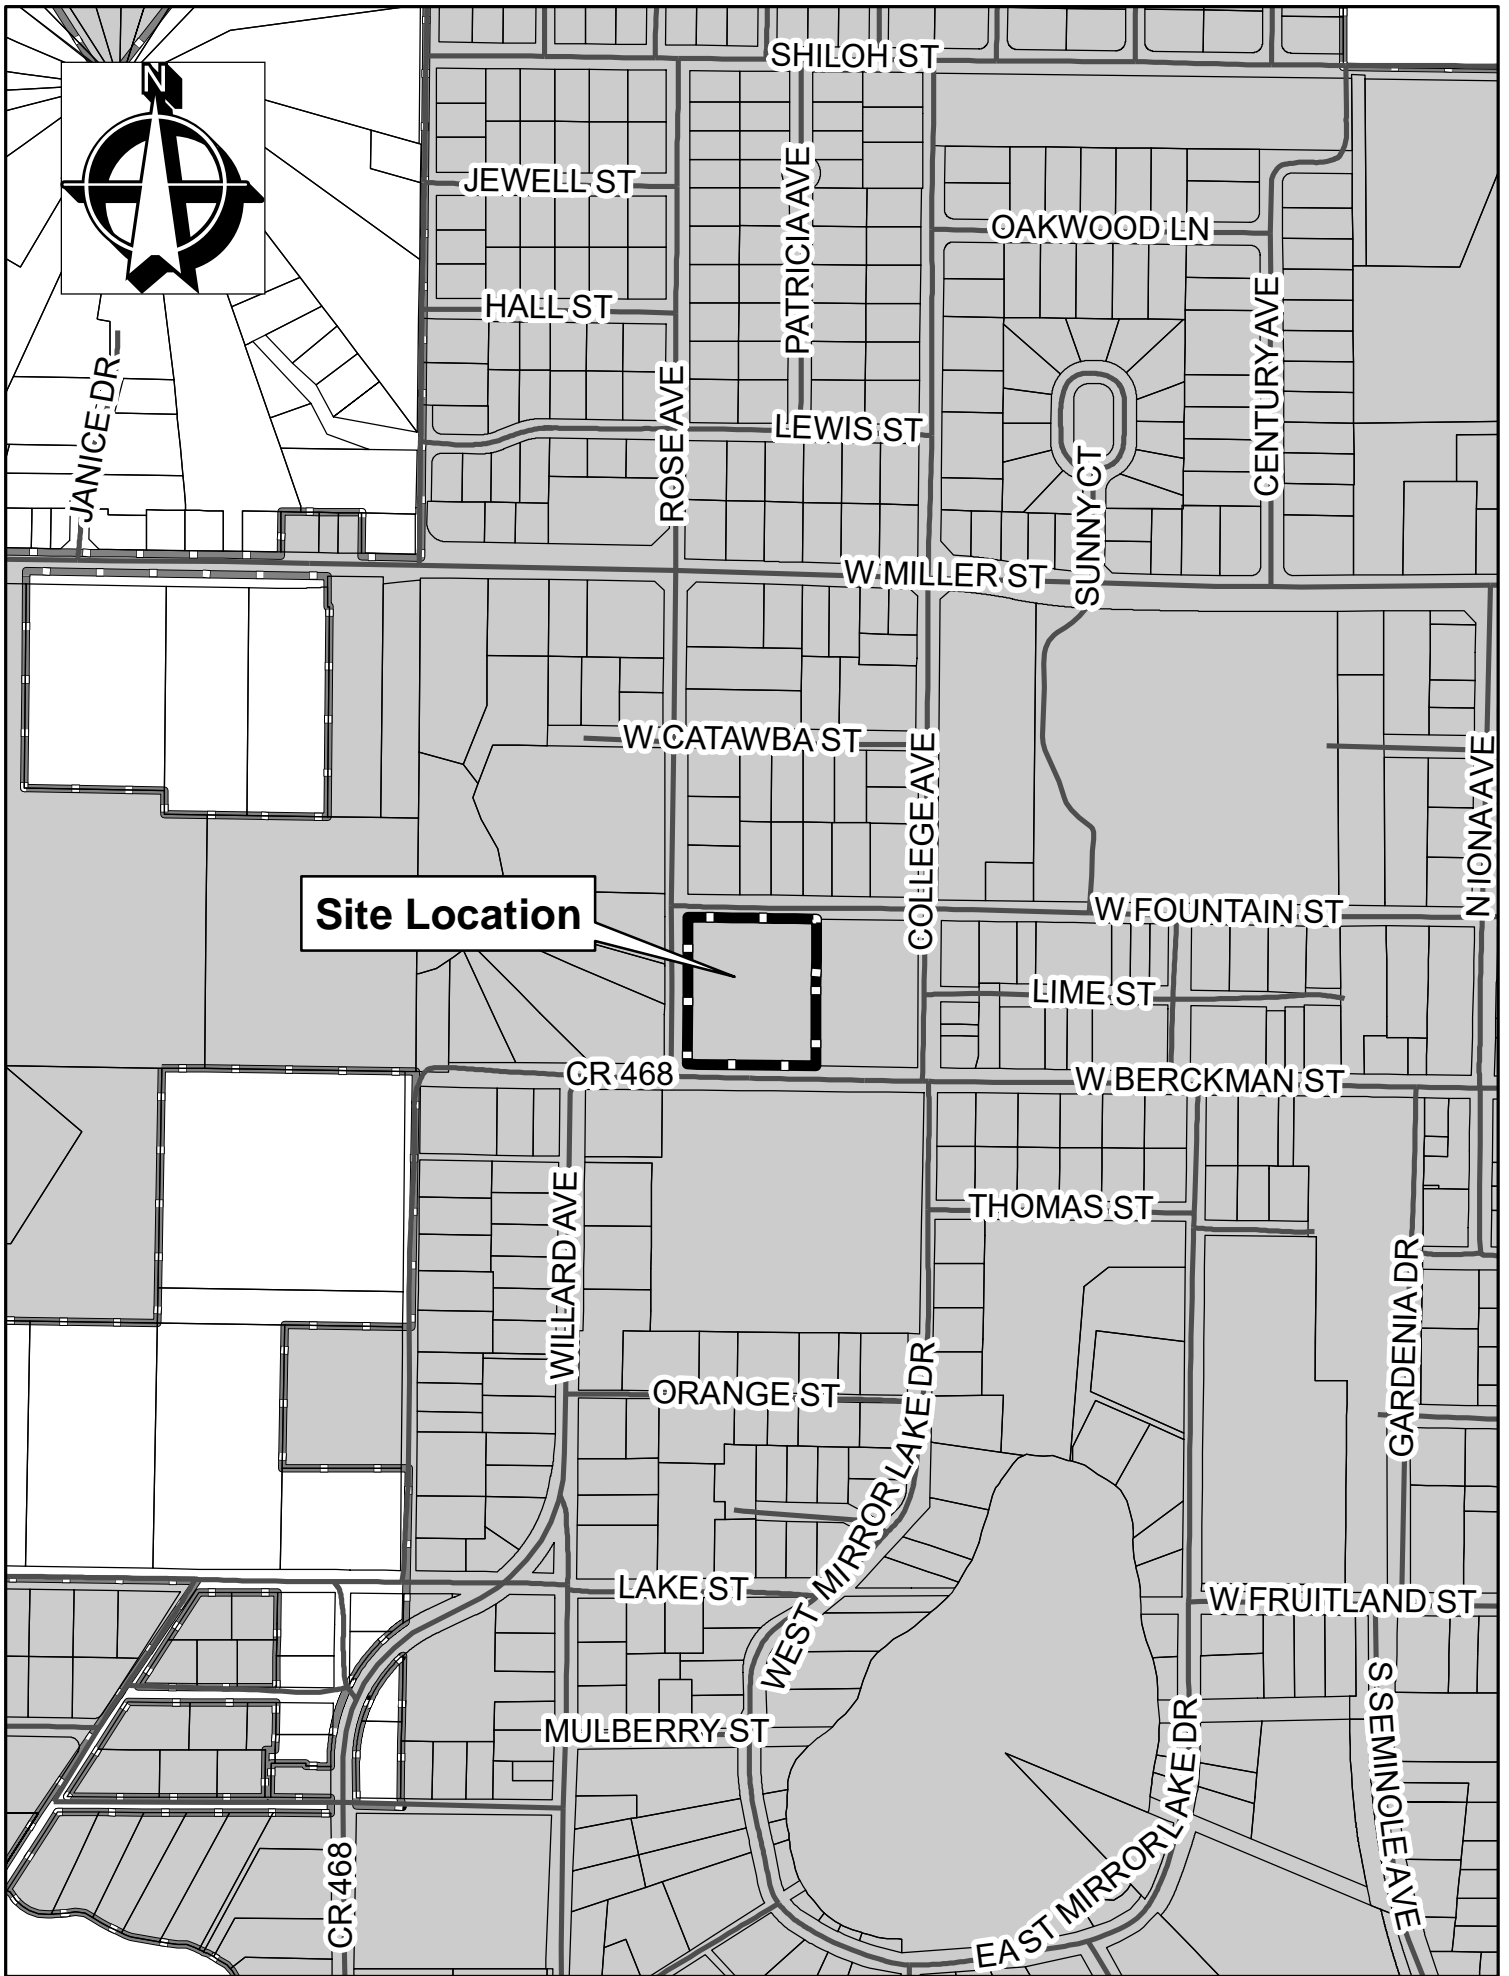 SHILOH ST
N
JEWELL ST
PATRICIA AVE
OAKWOOD LN
HALL ST
CENTURY AVE
JANICE DR
ROSE AVE
LEWIS ST
SUNNY CT
W MILLER ST
W CATAWBA ST
COLLEGE AVE
N IONA AVE
Site Location
W FOUNTAIN ST
LIME ST
CR 468
W BERCKMAN ST
WILLARD AVE
THOMAS ST
GARDENIA DR
ORANGE ST
WEST MIRROR LAKE DR
LAKE ST
W FRUITLAND ST
MULBERRY ST
S SEMINOLE AVE
EAST MIRROR LAKE DR
CR 468